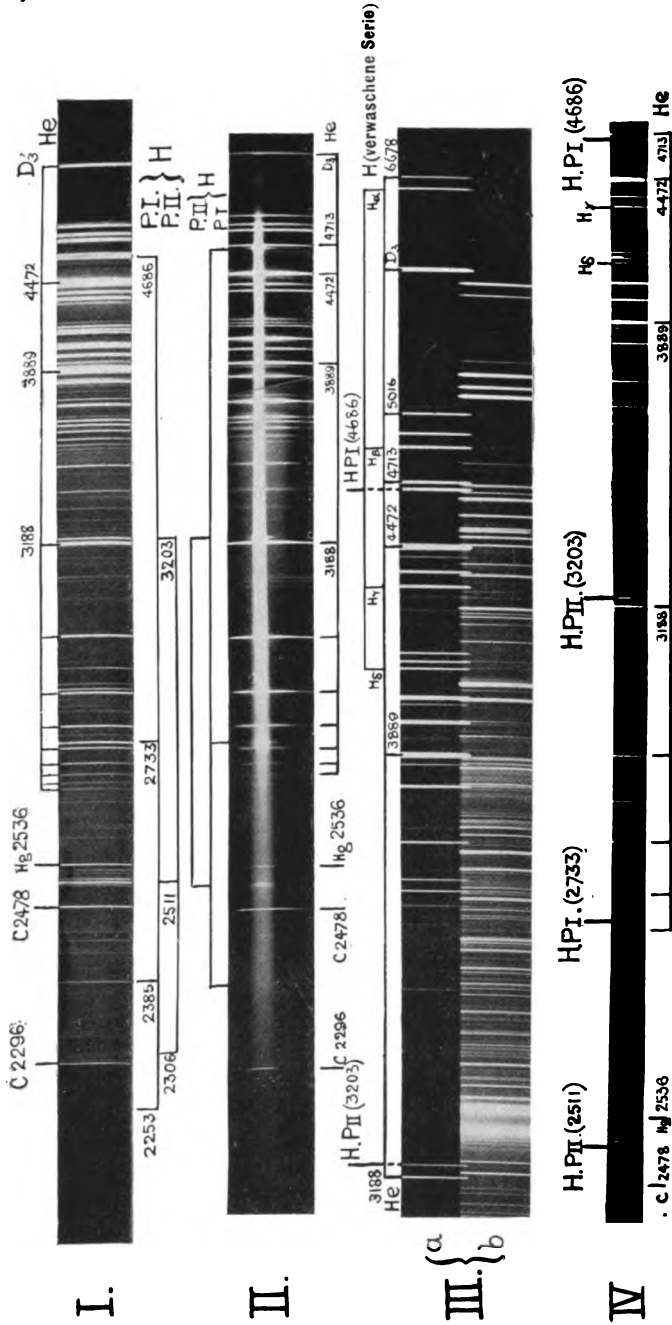 I.
C 2296
C 2478
Hg 2536
3188
3889
4472
D3
He
2253
2306
2385
2511
2733
3203
4686
P.I.
P.II.
} H
II.
P.II
P.I
} H
C 2296
C 2478
Hg 2536
3188
3889
4472
4713
D3
He
III.
{
a
b
H.PII (3203)
HPI (4686)
H (verwaschene Serie)
Hδ
Hγ
Hβ
Hα
He
3188
3889
4472
4713
5016
D3
6678
IV
H.PII. (2511)
H.PI. (2733)
H.PII. (3203)
Hδ
Hγ
H.PI (4686)
C 2478
Hg 2536
3188
3889
4472
4713
He